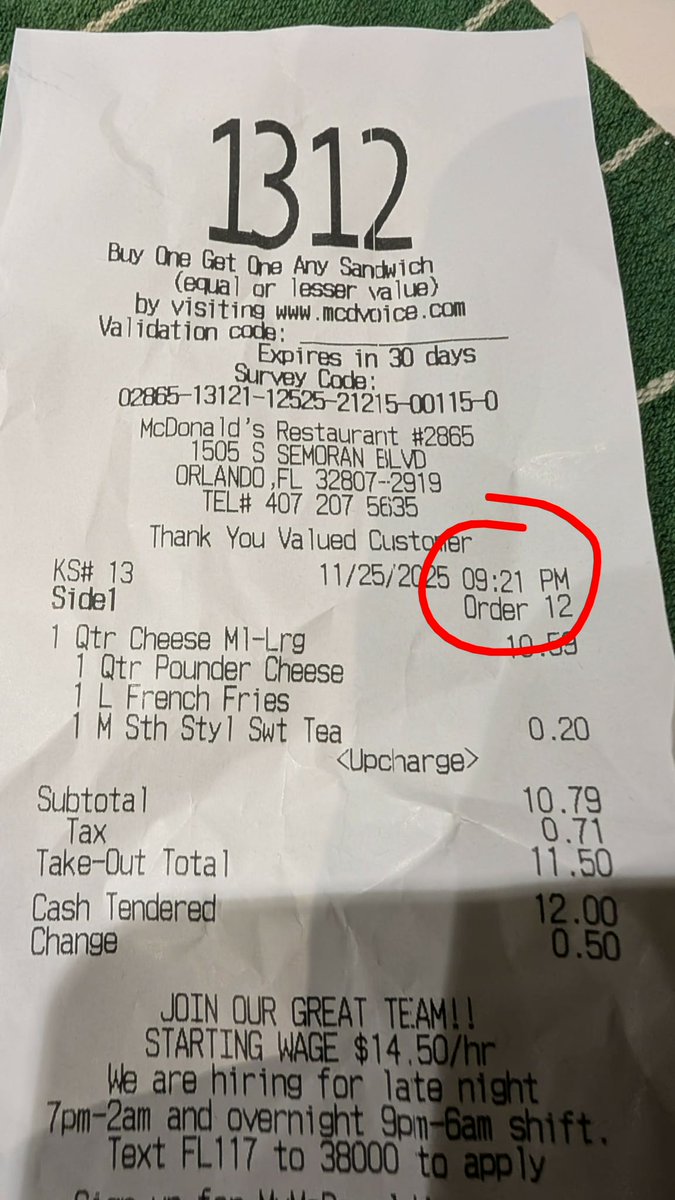 1312
Buy One Get One Any Sandwich
(equal or lesser value)
by visiting www.mcdvoice.com
Validation code: _______________
Expires in 30 days
Survey Code:
02865-13121-12525-21215-00115-0
McDonald's Restaurant #2865
1505 S SEMORAN BLVD
ORLANDO,FL 32807-2919
TEL# 407 207 5635
Thank You Valued Customer
KS# 13 11/25/2025 09:21 PM
Side1 Order 12
1 Qtr Cheese Ml-Lrg 10.59
1 Qtr Pounder Cheese
1 L French Fries
1 M Sth Styl Swt Tea 0.20
<Upcharge>
Subtotal 10.79
Tax 0.71
Take-Out Total 11.50
Cash Tendered 12.00
Change 0.50
JOIN OUR GREAT TEAM!!
STARTING WAGE $14.50/hr
We are hiring for late night
7pm-2am and overnight 9pm-6am shift.
Text FL117 to 38000 to apply